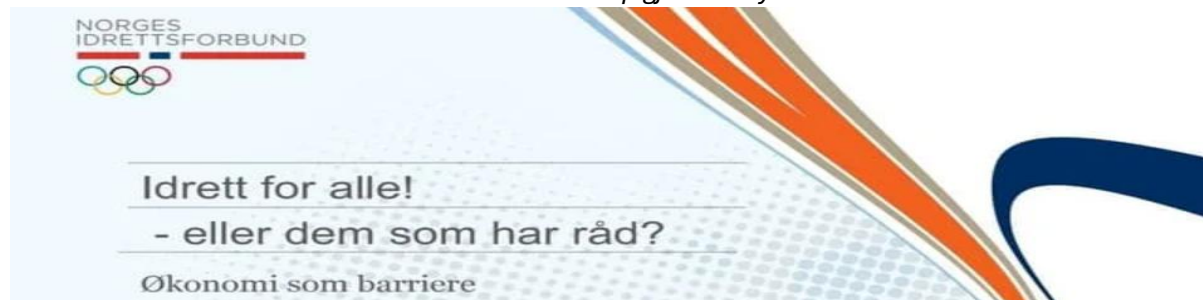 NORGES
IDRETTSFORBUND
Idrett for alle!
- eller dem som har råd?
Økonomi som barriere